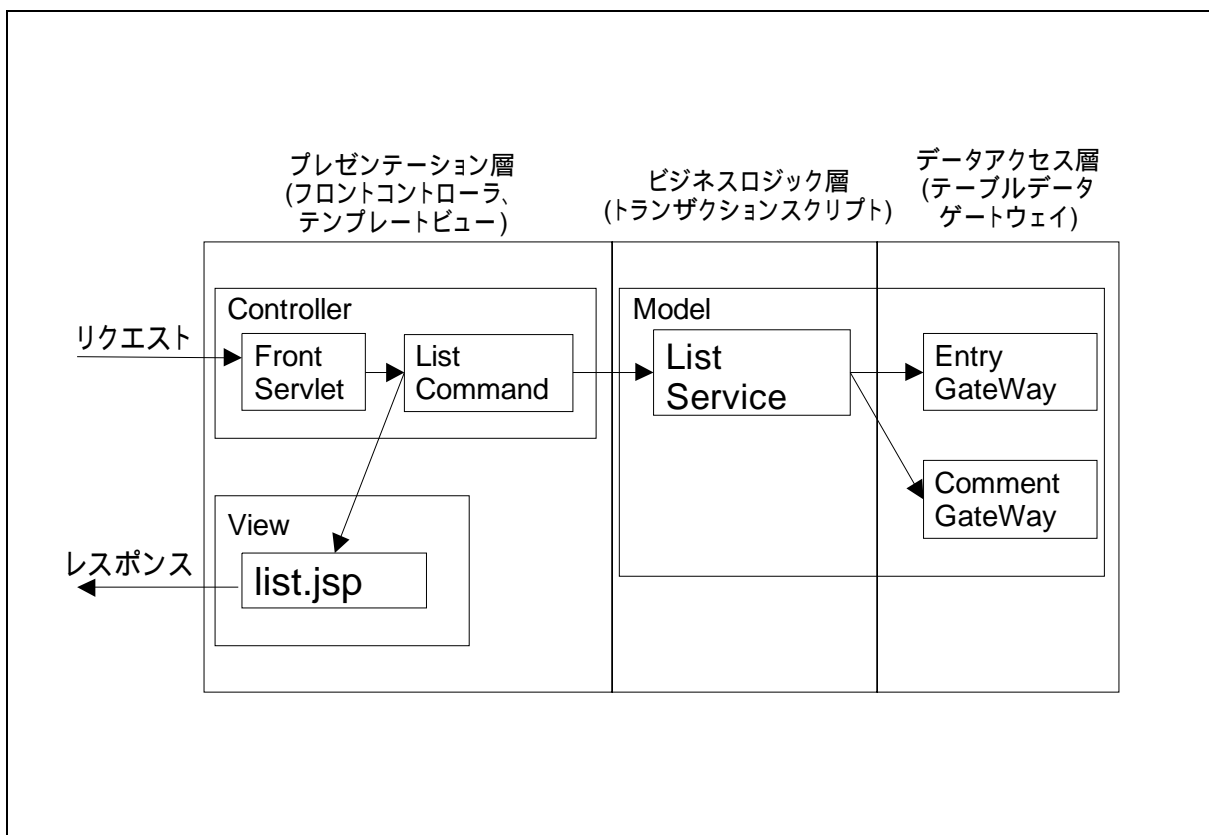 プレゼンテーション層
(フロントコントローラ、
テンプレートビュー)
ビジネスロジック層
(トランザクションスクリプト)
データアクセス層
(テーブルデータ
ゲートウェイ)
リクエスト
Controller
Front
Servlet
List
Command
Model
List
Service
Entry
GateWay
Comment
GateWay
View
list.jsp
レスポンス